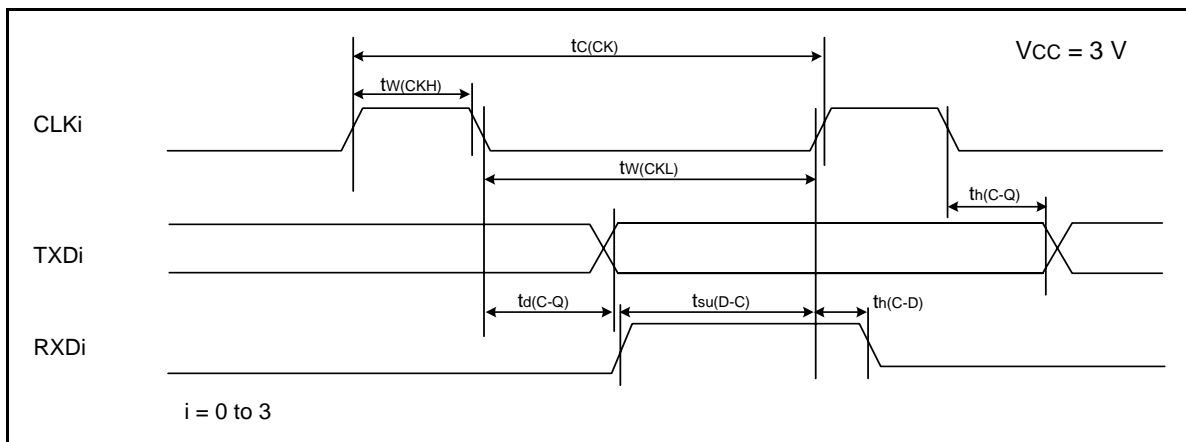 tC(CK)
VCC = 3 V
tW(CKH)
CLKi
tW(CKL)
th(C-Q)
TXDi
td(C-Q)
tsu(D-C)
th(C-D)
RXDi
i = 0 to 3